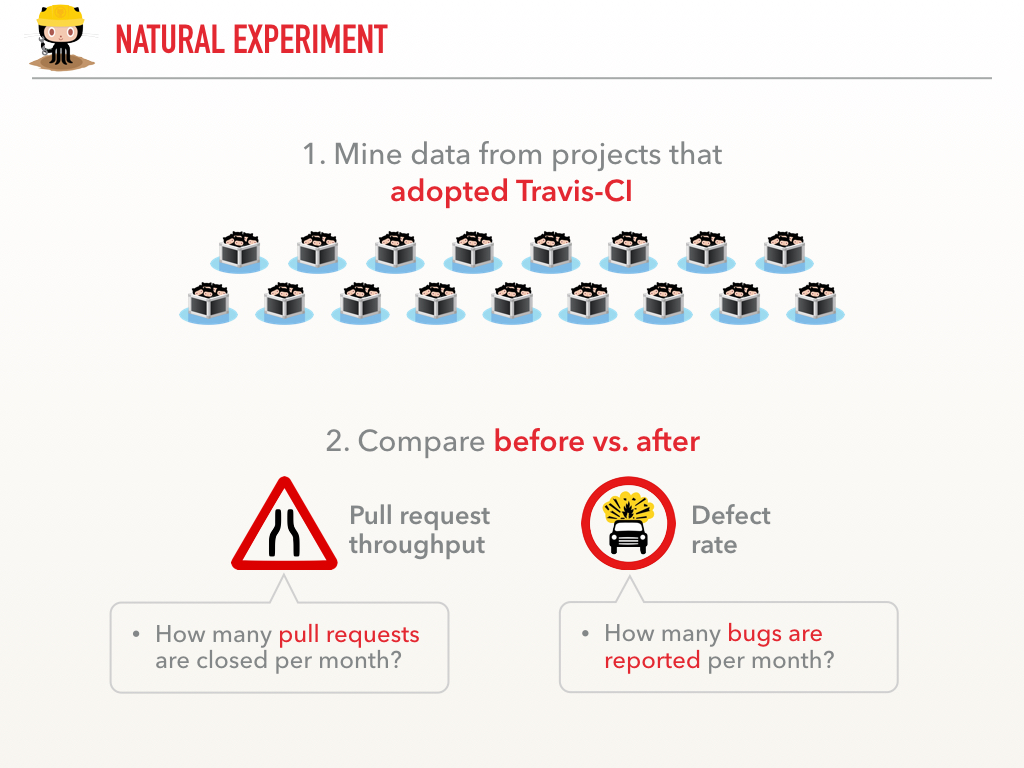 NATURAL EXPERIMENT
1. Mine data from projects that
adopted Travis-CI
2. Compare before vs. after
Pull request
throughput
Defect
rate
• How many pull requests
are closed per month?
• How many bugs are
reported per month?